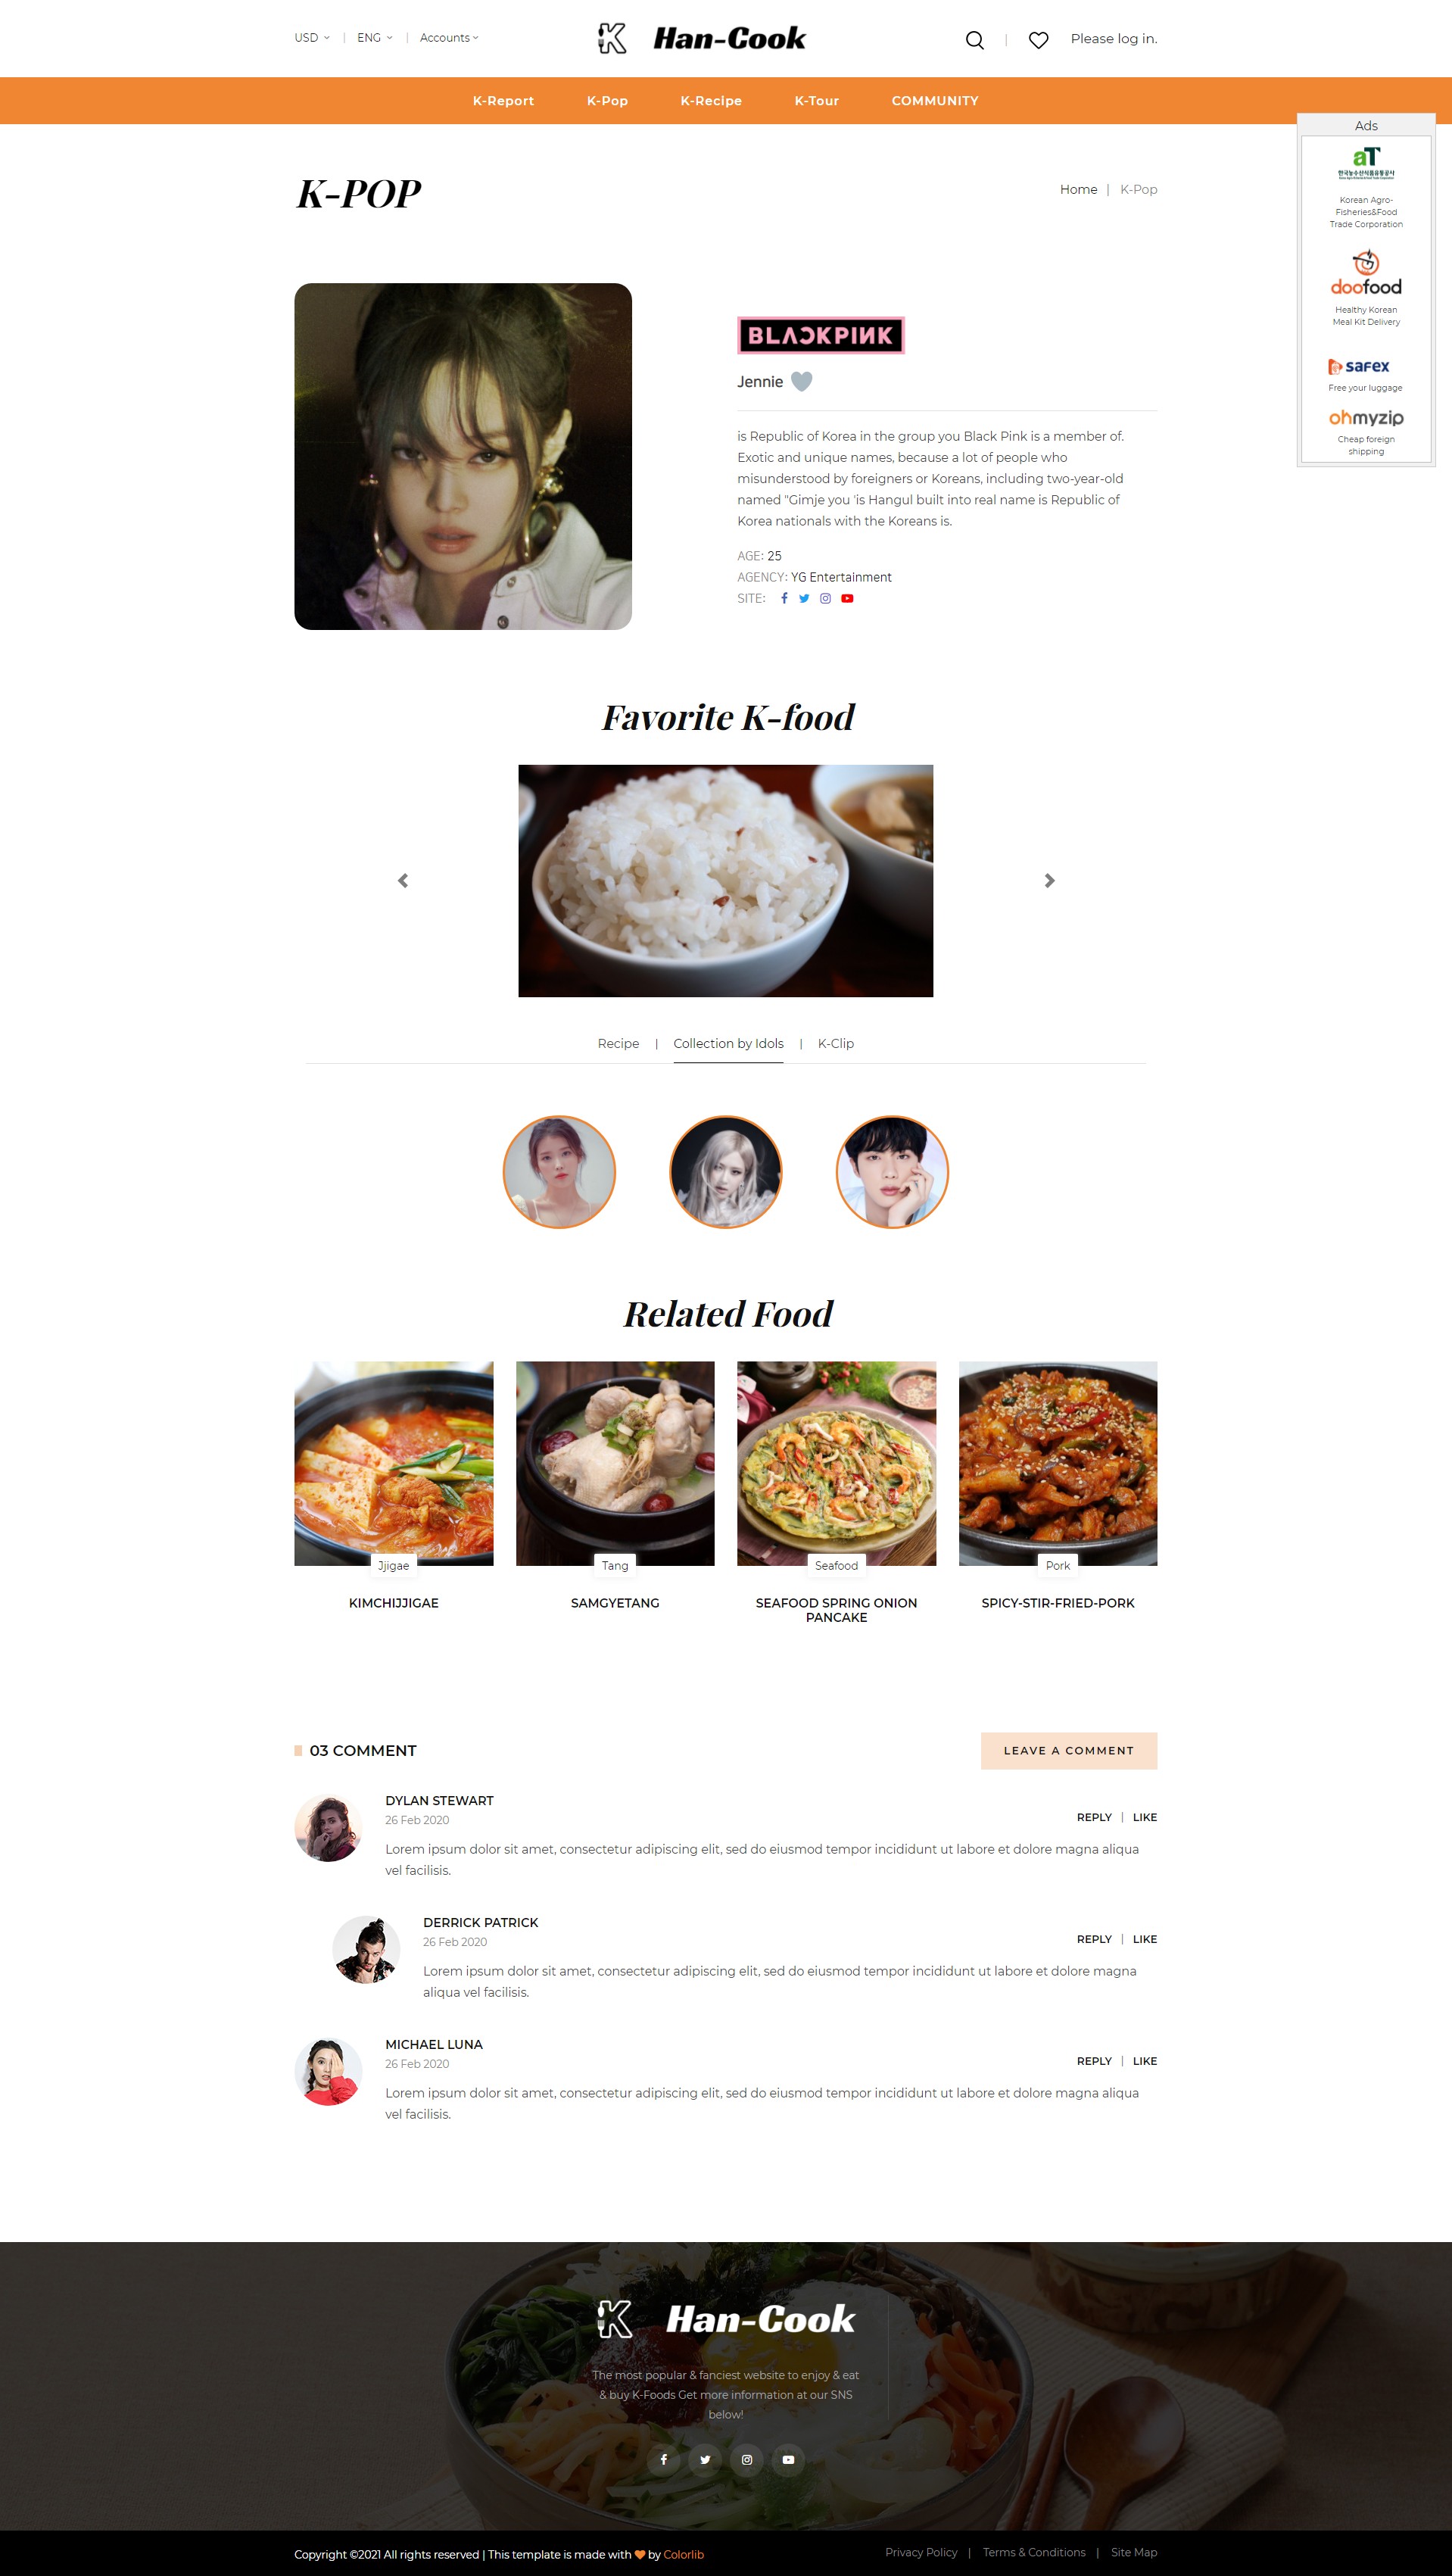 USD | ENG | Accounts
Han-Cook
Please log in.
K-Report K-Pop K-Recipe K-Tour COMMUNITY
Ads
aT
한국농수산식품유통공사
Korean Agro-
Fisheries&Food
Trade Corporation
doofood
Healthy Korean
Meal Kit Delivery
SAFEX
Free your luggage
ohmyzip
Cheap foreign
shipping
K-POP
Home | K-Pop
BLACKPINK
Jennie
is Republic of Korea in the group you Black Pink is a member of.
Exotic and unique names, because a lot of people who
misunderstood by foreigners or Koreans, including two-year-old
named "Gimje you 'is Hangul built into real name is Republic of
Korea nationals with the Koreans is.
AGE: 25
AGENCY: YG Entertainment
SITE:
Favorite K-food
Recipe | Collection by Idols | K-Clip
Related Food
Jjigae
KIMCHIJJIGAE
Tang
SAMGYETANG
Seafood
SEAFOOD SPRING ONION
PANCAKE
Pork
SPICY-STIR-FRIED-PORK
03 COMMENT
LEAVE A COMMENT
DYLAN STEWART
26 Feb 2020
REPLY | LIKE
Lorem ipsum dolor sit amet, consectetur adipiscing elit, sed do eiusmod tempor incididunt ut labore et dolore magna aliqua
vel facilisis.
DERRICK PATRICK
26 Feb 2020
REPLY | LIKE
Lorem ipsum dolor sit amet, consectetur adipiscing elit, sed do eiusmod tempor incididunt ut labore et dolore magna
aliqua vel facilisis.
MICHAEL LUNA
26 Feb 2020
REPLY | LIKE
Lorem ipsum dolor sit amet, consectetur adipiscing elit, sed do eiusmod tempor incididunt ut labore et dolore magna aliqua
vel facilisis.
Han-Cook
The most popular & fanciest website to enjoy & eat
& buy K-Foods Get more information at our SNS
below!
Copyright ©2021 All rights reserved | This template is made with by Colorlib
Privacy Policy | Terms & Conditions | Site Map